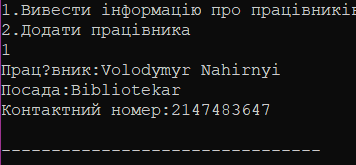 1.Вивести інформацію про працівників
2.Додати працівника
1
Прац?вник:Volodymyr Nahirnyi
Посада:Bibliotekar
Контактний номер:2147483647
--------------------------------